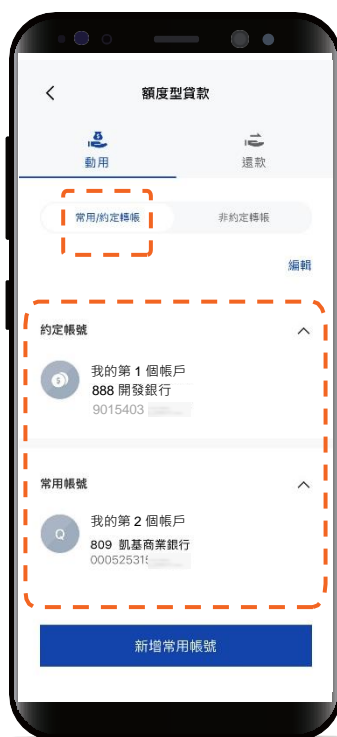 額度型貸款
動用
還款
常用/約定轉帳
非約定轉帳
編輯
約定帳號
我的第 1 個帳戶
888 開發銀行
9015403
常用帳號
Q
我的第 2 個帳戶
809 凱基商業銀行
00052531
新增常用帳號